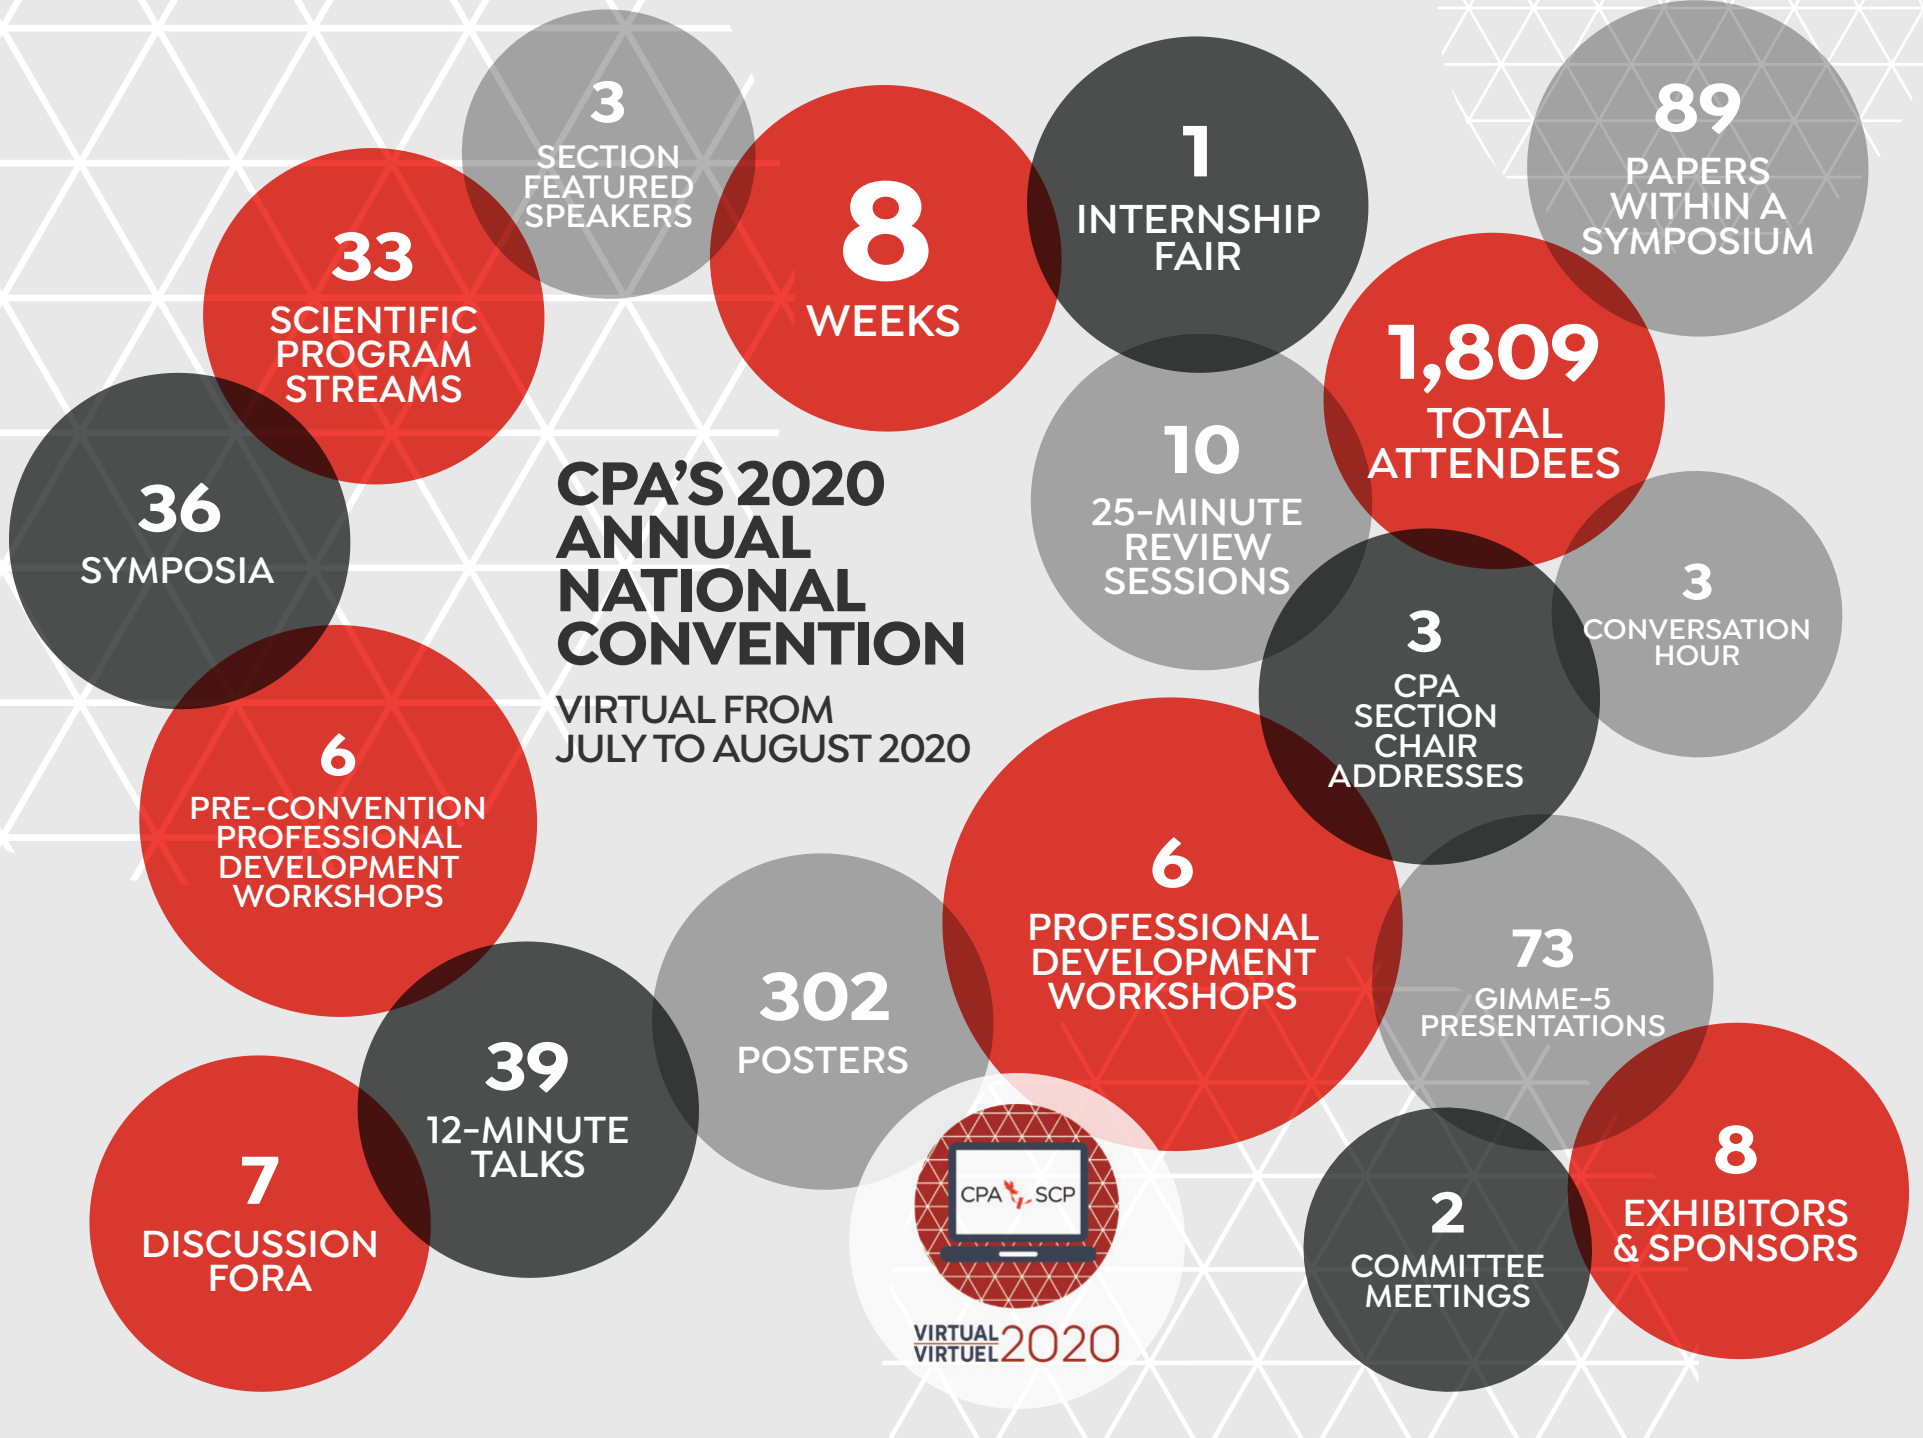 3
SECTION
FEATURED
SPEAKERS
8
WEEKS
1
INTERNSHIP
FAIR
89
PAPERS
WITHIN A
SYMPOSIUM
33
SCIENTIFIC
PROGRAM
STREAMS
1,809
TOTAL
ATTENDEES
36
SYMPOSIA
CPA'S 2020
ANNUAL
NATIONAL
CONVENTION
VIRTUAL FROM
JULY TO AUGUST 2020
10
25-MINUTE
REVIEW
SESSIONS
3
CONVERSATION
HOUR
3
CPA
SECTION
CHAIR
ADDRESSES
6
PRE-CONVENTION
PROFESSIONAL
DEVELOPMENT
WORKSHOPS
6
PROFESSIONAL
DEVELOPMENT
WORKSHOPS
73
GIMME-5
PRESENTATIONS
302
POSTERS
39
12-MINUTE
TALKS
7
DISCUSSION
FORA
8
EXHIBITORS
& SPONSORS
2
COMMITTEE
MEETINGS
CPA SCP
VIRTUAL
VIRTUEL 2020